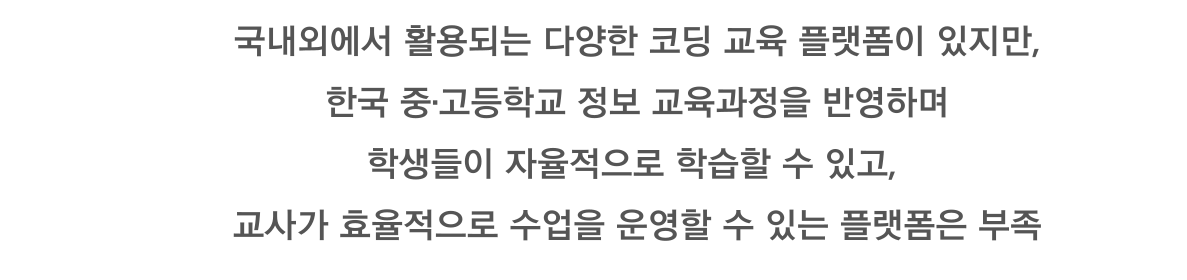 국내외에서 활용되는 다양한 코딩 교육 플랫폼이 있지만,
한국 중·고등학교 정보 교육과정을 반영하며
학생들이 자율적으로 학습할 수 있고,
교사가 효율적으로 수업을 운영할 수 있는 플랫폼은 부족